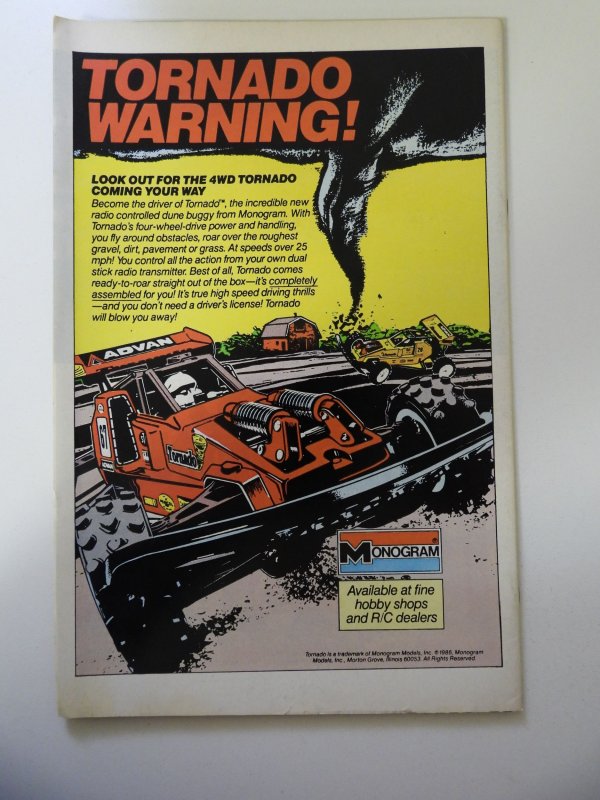 TORNADO
WARNING!
LOOK OUT FOR THE 4WD TORNADO
COMING YOUR WAY
Become the driver of Tornado™, the incredible new
radio controlled dune buggy from Monogram. With
Tornado's four-wheel-drive power and handling,
you fly around obstacles, roar over the roughest
gravel, dirt, pavement or grass. At speeds over 25
mph! You control all the action from your own dual
stick radio transmitter. Best of all, Tornado comes
ready-to-roar straight out of the box—it's completely
assembled for you! It's true high speed driving thrills
—and you don't need a driver's license! Tornado
will blow you away!
ADVAN
67
Tornado
MONOGRAM®
Available at fine
hobby shops
and R/C dealers
Tornado is a trademark of Monogram Models, Inc. © 1986, Monogram
Models, Inc., Morton Grove, Illinois 60053. All Rights Reserved.